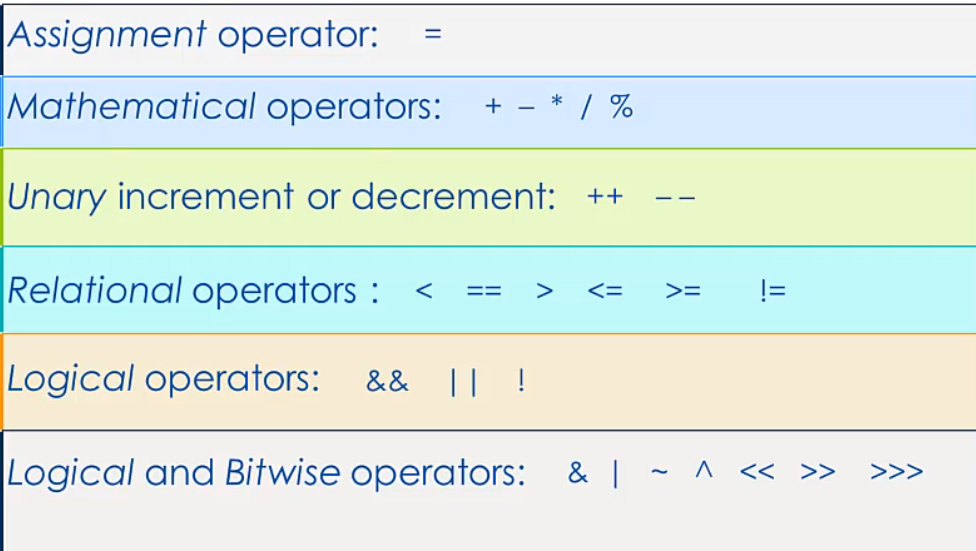 Assignment operator: =
Mathematical operators: + – * / %
Unary increment or decrement: ++ ––
Relational operators : < == > <= >= !=
Logical operators: && || !
Logical and Bitwise operators: & | ~ ^ << >> >>>